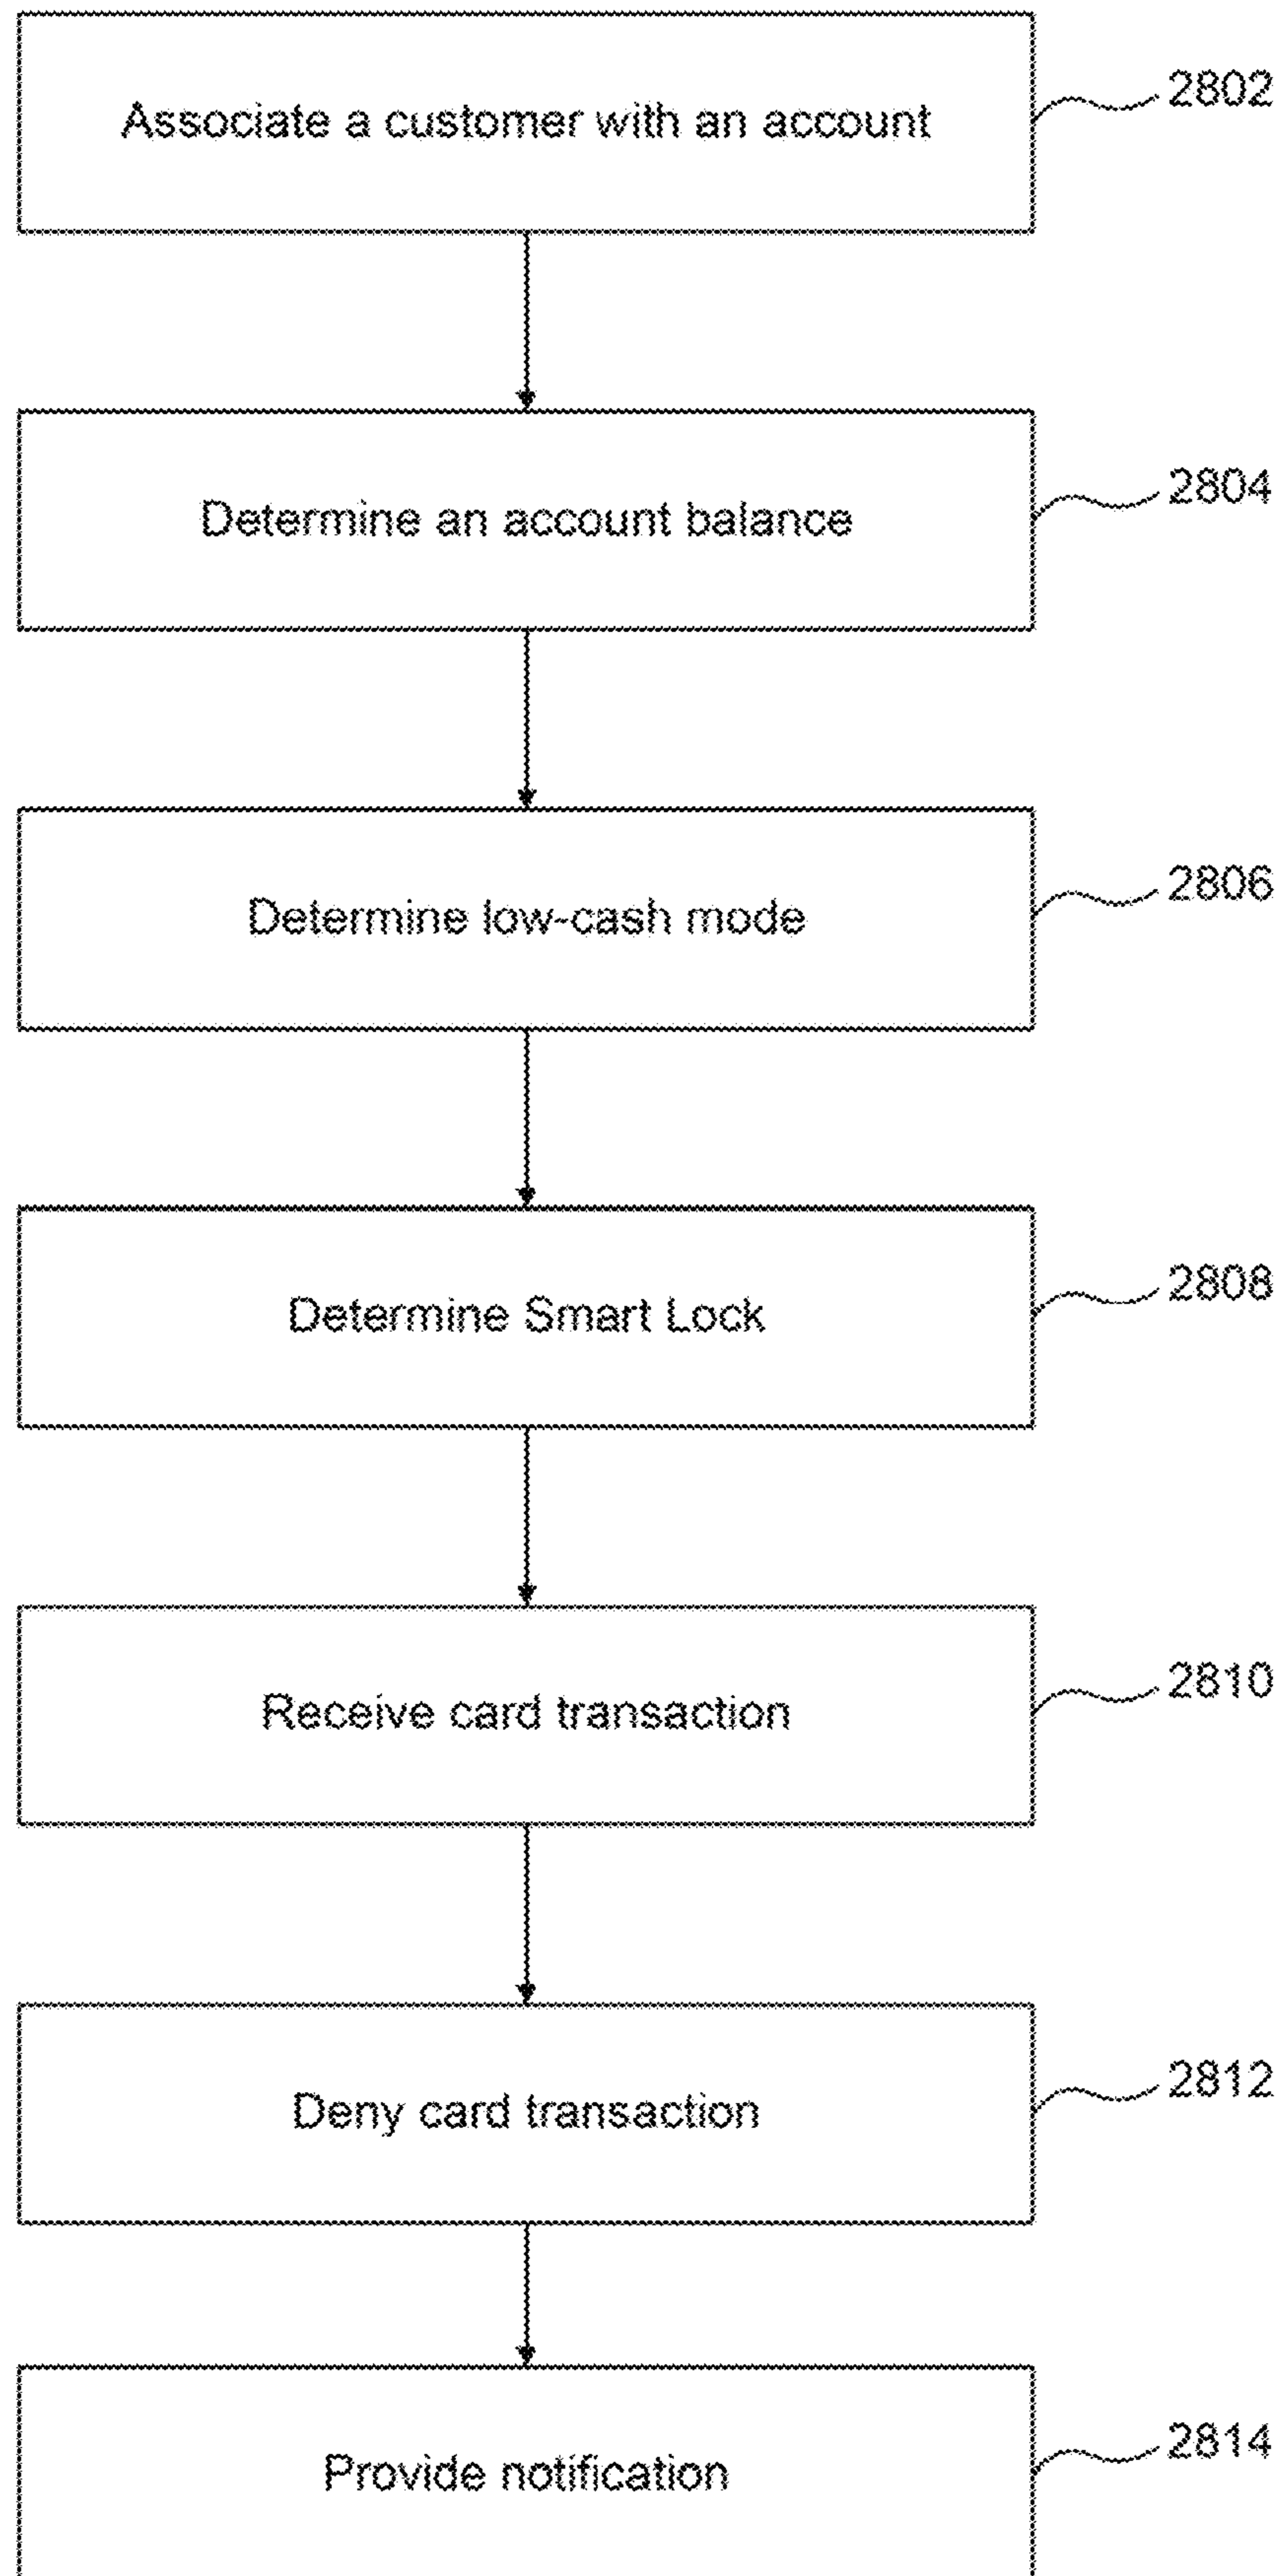 Associate a customer with an account
2802
Determine an account balance
2804
Determine low-cash mode
2806
Determine Smart Lock
2808
Receive card transaction
2810
Deny card transaction
2812
Provide notification
2814